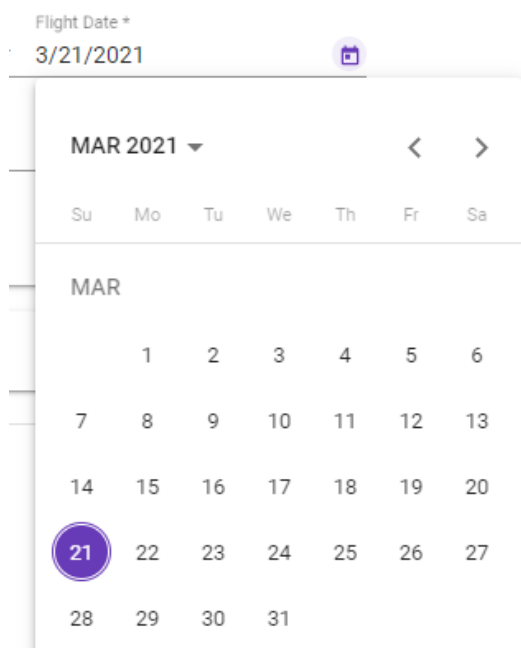 Flight Date *
3/21/2021
MAR 2021
Su Mo Tu We Th Fr Sa
MAR
1 2 3 4 5 6
7 8 9 10 11 12 13
14 15 16 17 18 19 20
21 22 23 24 25 26 27
28 29 30 31